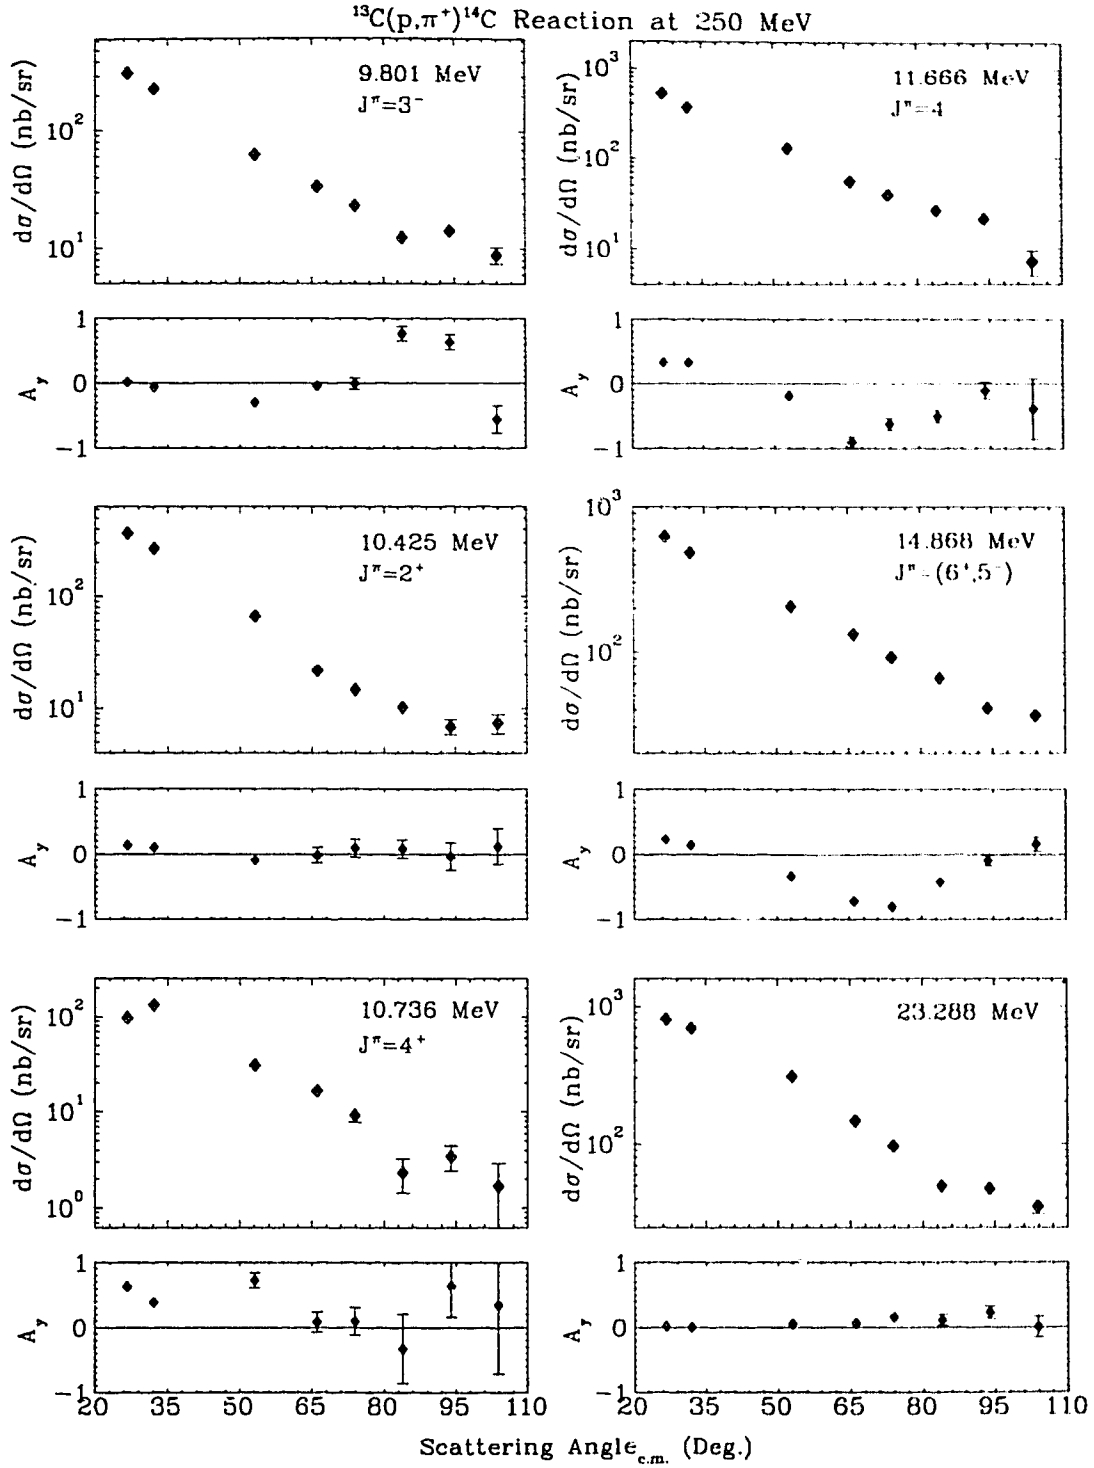 ¹³C(p,π⁺)¹⁴C Reaction at 250 MeV
dσ/dΩ (nb/sr)
10²
10¹
9.801 MeV
Jπ=3⁻
A_y
1
0
−1
dσ/dΩ (nb/sr)
10³
10²
10¹
11.666 MeV
Jπ=4
A_y
1
0
−1
dσ/dΩ (nb/sr)
10²
10¹
10.425 MeV
Jπ=2⁺
A_y
1
0
−1
dσ/dΩ (nb/sr)
10³
10²
14.868 MeV
Jπ=(6⁺,5⁻)
A_y
1
0
−1
dσ/dΩ (nb/sr)
10²
10¹
10⁰
10.736 MeV
Jπ=4⁺
A_y
1
0
−1
20 35 50 65 80 95 110
dσ/dΩ (nb/sr)
10³
10²
23.288 MeV
A_y
1
0
−1
20 35 50 65 80 95 110
Scattering Angle_c.m. (Deg.)